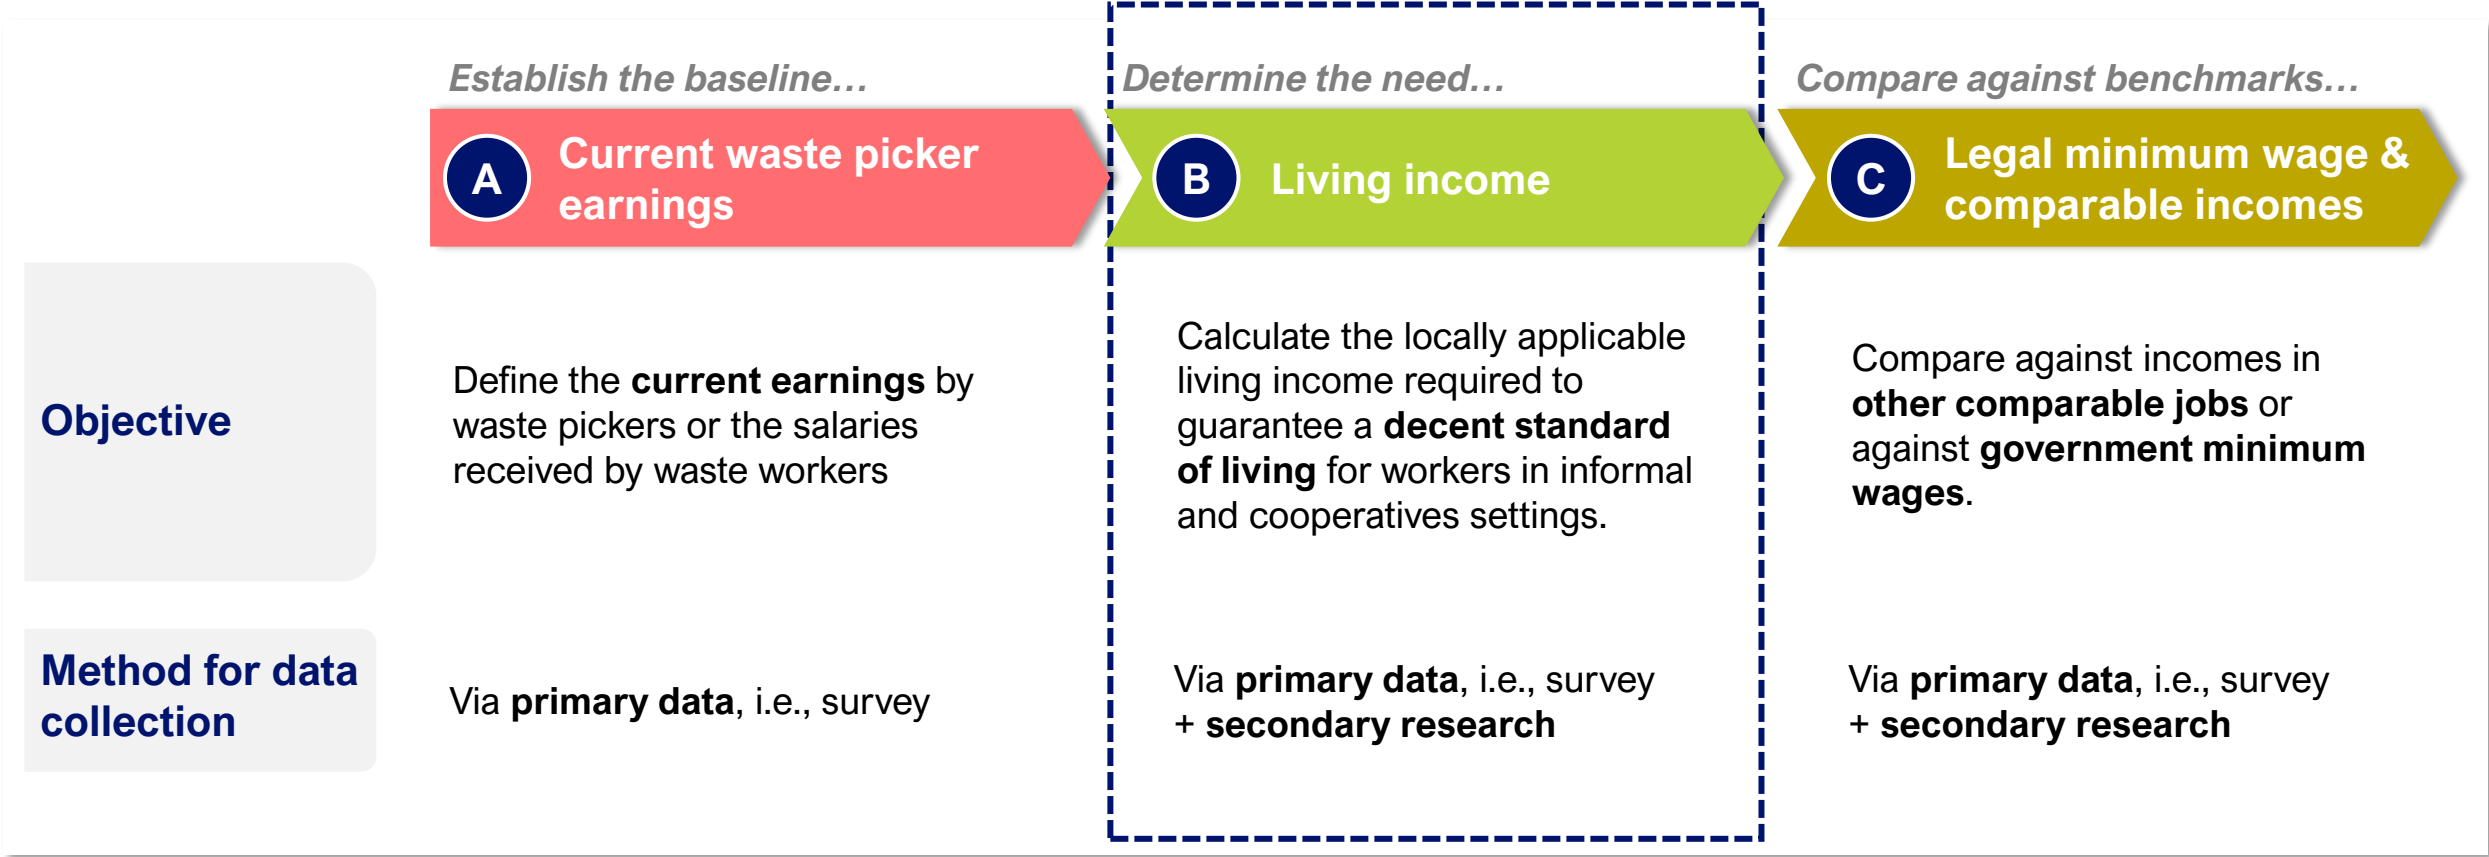 Establish the baseline…
Determine the need…
Compare against benchmarks…
A
Current waste picker
earnings
B
Living income
C
Legal minimum wage &
comparable incomes
Objective
Define the current earnings by
waste pickers or the salaries
received by waste workers
Calculate the locally applicable
living income required to
guarantee a decent standard
of living for workers in informal
and cooperatives settings.
Compare against incomes in
other comparable jobs or
against government minimum
wages.
Method for data
collection
Via primary data, i.e., survey
Via primary data, i.e., survey
+ secondary research
Via primary data, i.e., survey
+ secondary research